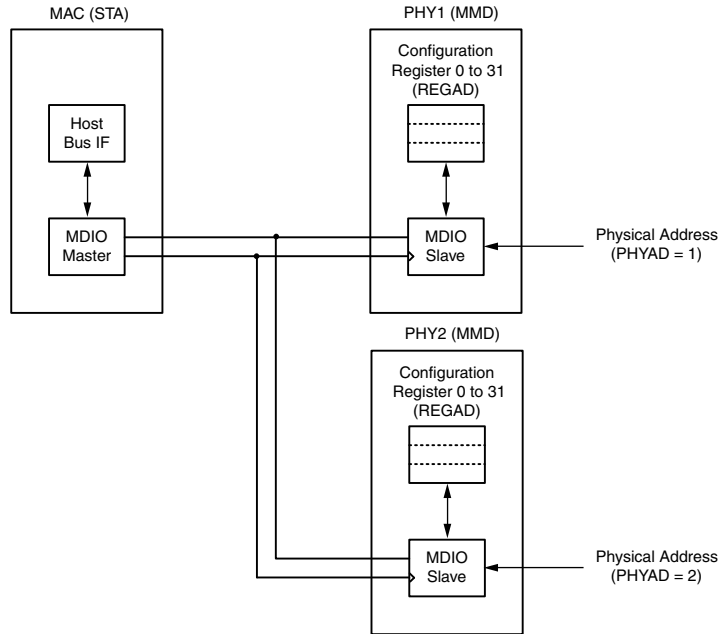 MAC (STA)
Host
Bus IF
MDIO
Master
PHY1 (MMD)
Configuration
Register 0 to 31
(REGAD)
MDIO
Slave
Physical Address
(PHYAD = 1)
PHY2 (MMD)
Configuration
Register 0 to 31
(REGAD)
MDIO
Slave
Physical Address
(PHYAD = 2)